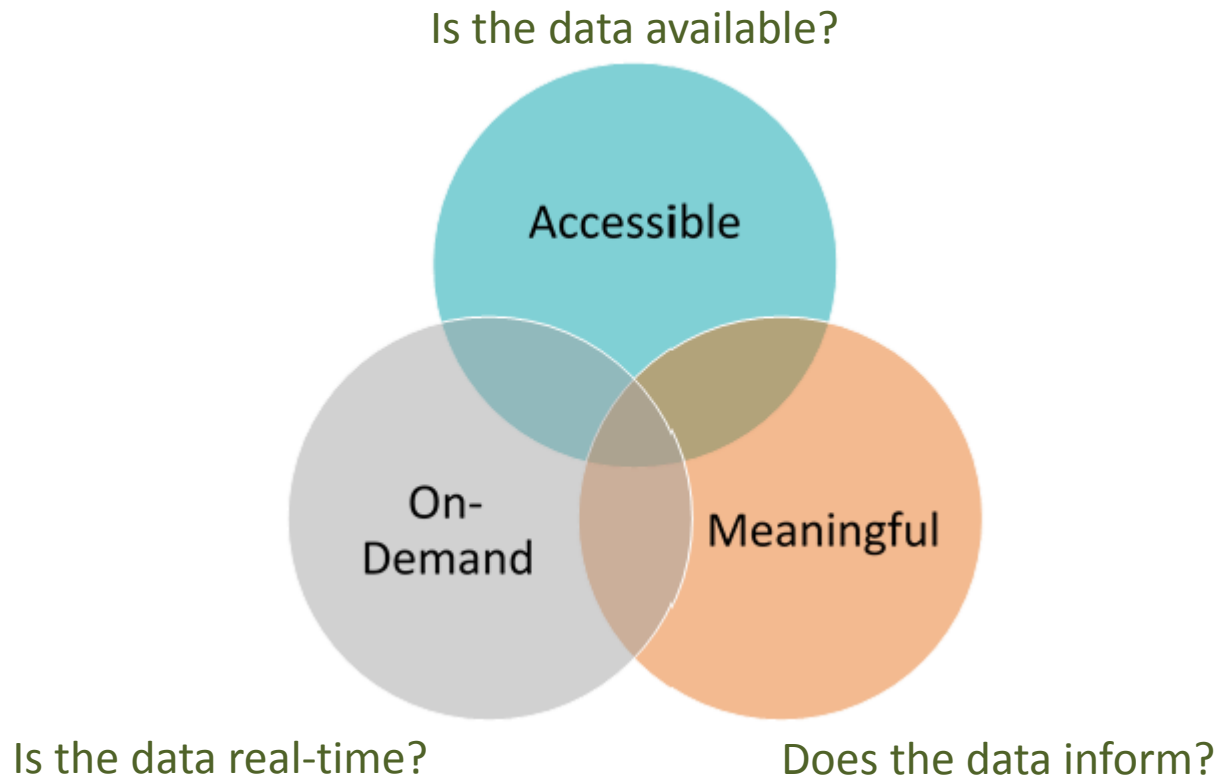 Is the data available?
Accessible
On-
Demand
Meaningful
Is the data real-time?
Does the data inform?